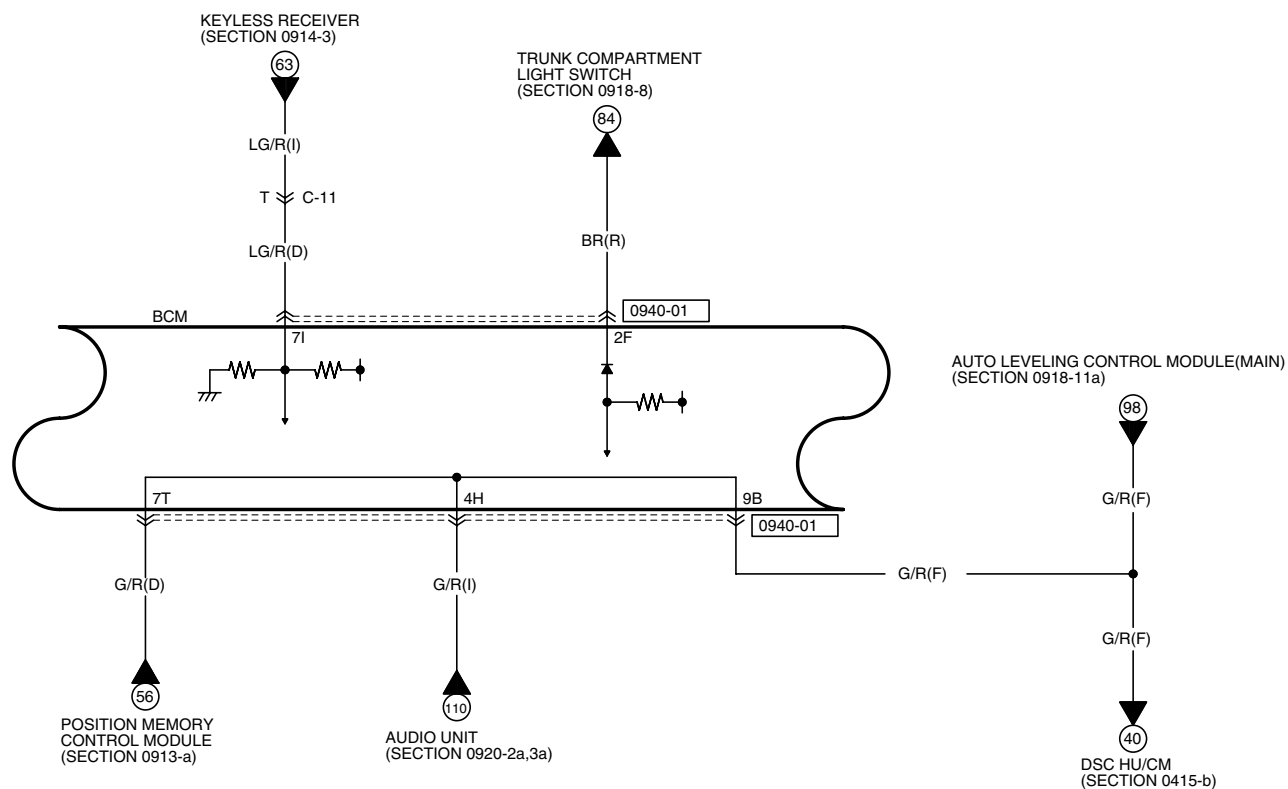 KEYLESS RECEIVER
(SECTION 0914-3)
63
TRUNK COMPARTMENT
LIGHT SWITCH
(SECTION 0918-8)
84
LG/R(I)
T C-11
LG/R(D)
BR(R)
BCM
0940-01
7I
2F
AUTO LEVELING CONTROL MODULE(MAIN)
(SECTION 0918-11a)
98
G/R(F)
7T
4H
9B
0940-01
G/R(D)
G/R(I)
G/R(F)
G/R(F)
56
POSITION MEMORY
CONTROL MODULE
(SECTION 0913-a)
110
AUDIO UNIT
(SECTION 0920-2a,3a)
40
DSC HU/CM
(SECTION 0415-b)